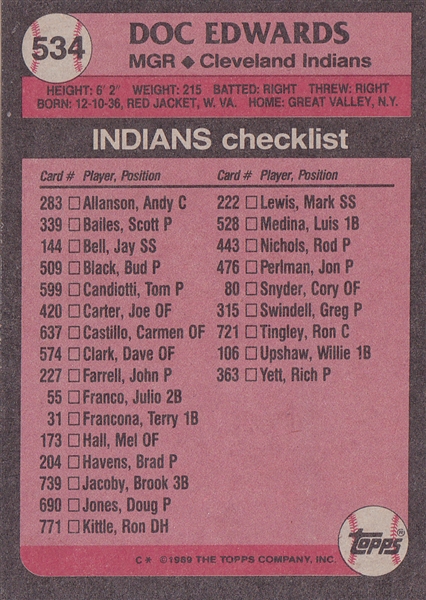 534
DOC EDWARDS
MGR ◆ Cleveland Indians
HEIGHT: 6' 2" WEIGHT: 215 BATTED: RIGHT THREW: RIGHT
BORN: 12-10-36, RED JACKET, W. VA. HOME: GREAT VALLEY, N.Y.
INDIANS checklist
Card # Player, Position
283 □ Allanson, Andy C
339 □ Bailes, Scott P
144 □ Bell, Jay SS
509 □ Black, Bud P
599 □ Candiotti, Tom P
420 □ Carter, Joe OF
637 □ Castillo, Carmen OF
574 □ Clark, Dave OF
227 □ Farrell, John P
55 □ Franco, Julio 2B
31 □ Francona, Terry 1B
173 □ Hall, Mel OF
204 □ Havens, Brad P
739 □ Jacoby, Brook 3B
690 □ Jones, Doug P
771 □ Kittle, Ron DH
Card # Player, Position
222 □ Lewis, Mark SS
528 □ Medina, Luis 1B
443 □ Nichols, Rod P
476 □ Perlman, Jon P
80 □ Snyder, Cory OF
315 □ Swindell, Greg P
721 □ Tingley, Ron C
106 □ Upshaw, Willie 1B
363 □ Yett, Rich P
TOPPS®
C* ©1989 THE TOPPS COMPANY, INC.